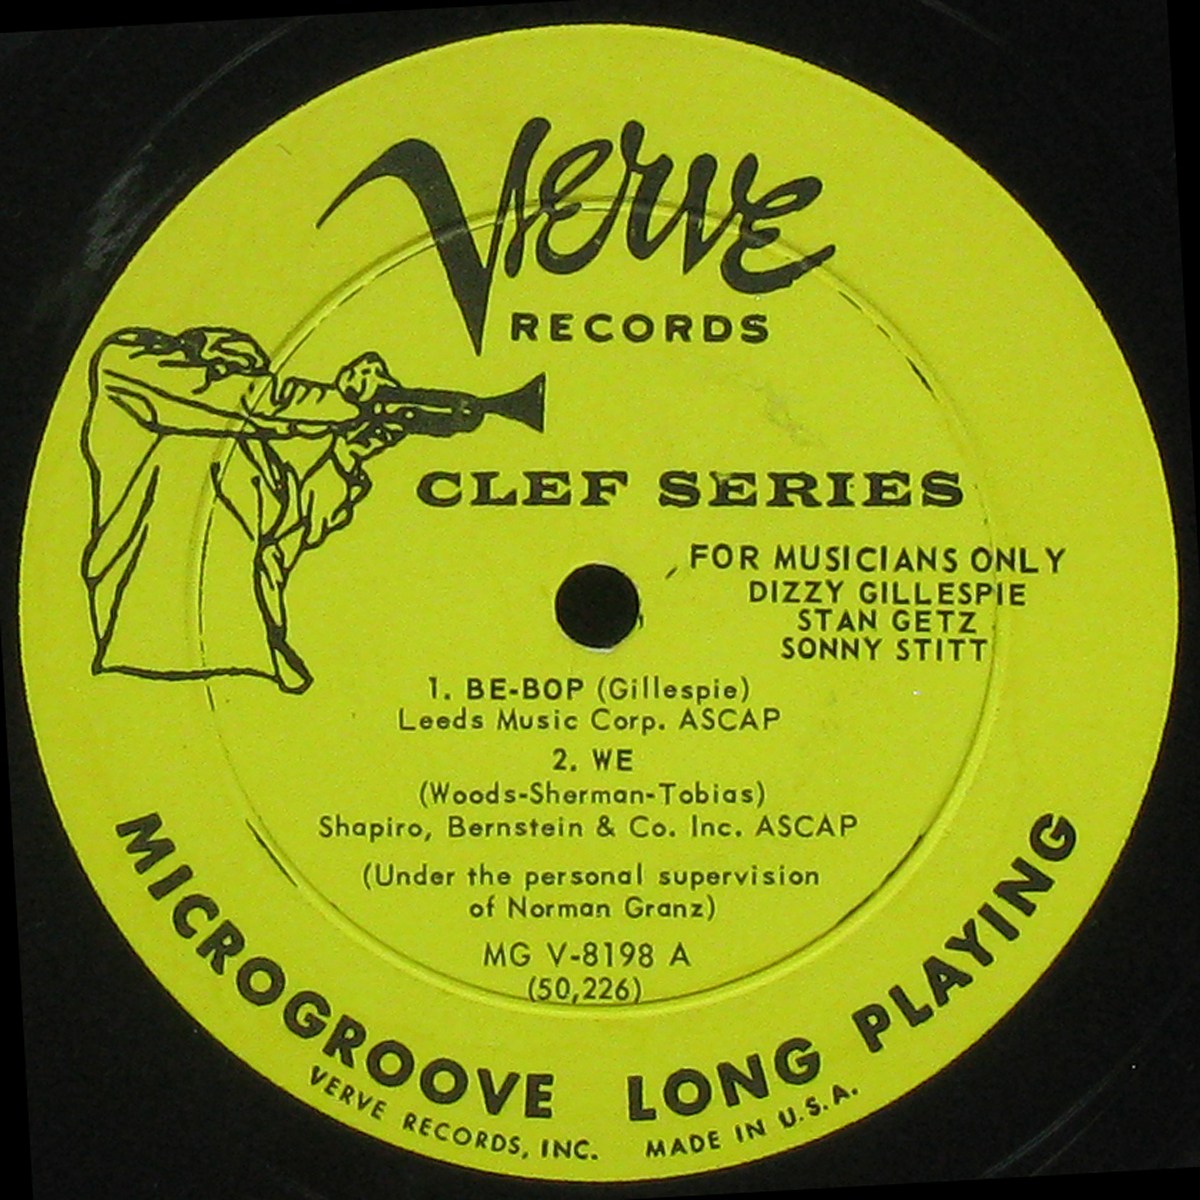 Verve
RECORDS
CLEF SERIES
FOR MUSICIANS ONLY
DIZZY GILLESPIE
STAN GETZ
SONNY STITT
1. BE-BOP (Gillespie)
Leeds Music Corp. ASCAP
2. WE
(Woods-Sherman-Tobias)
Shapiro, Bernstein & Co. Inc. ASCAP
(Under the personal supervision
of Norman Granz)
MG V-8198 A
(50,226)
MICROGROOVE LONG PLAYING
VERVE RECORDS, INC. MADE IN U.S.A.